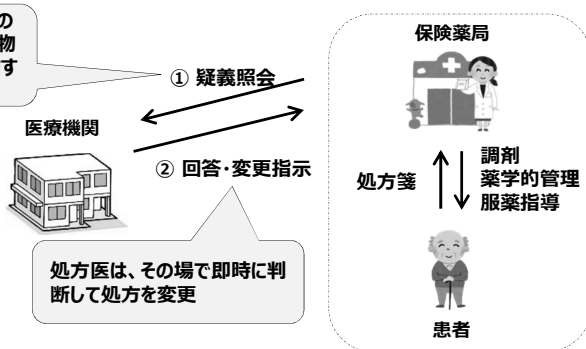 の
物
す
① 疑義照会
保険薬局
医療機関
② 回答・変更指示
処方箋
調剤
薬学的管理
服薬指導
処方医は、その場で即時に判
断して処方を変更
患者